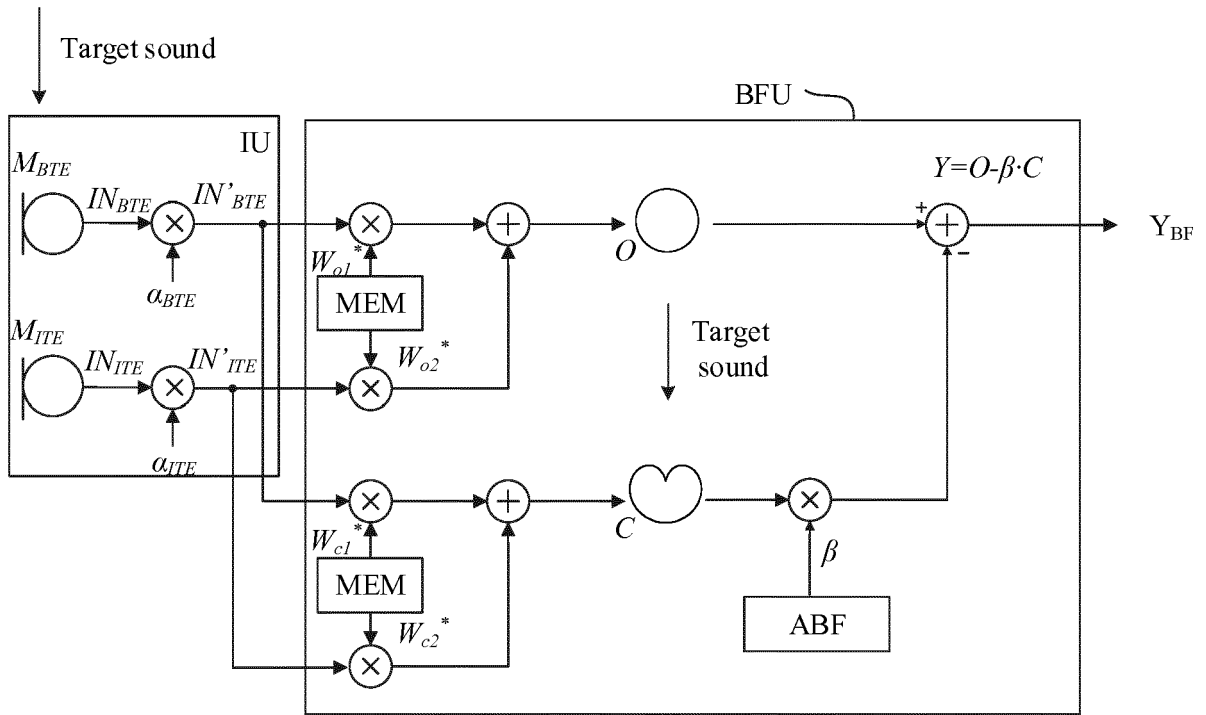 Target sound
BFU
IU
M_BTE
IN_BTE
IN'_BTE
α_BTE
M_ITE
IN_ITE
IN'_ITE
α_ITE
W_o1*
MEM
W_o2*
O
Y=O-β·C
+
−
Y_BF
Target
sound
W_c1*
MEM
W_c2*
C
β
ABF